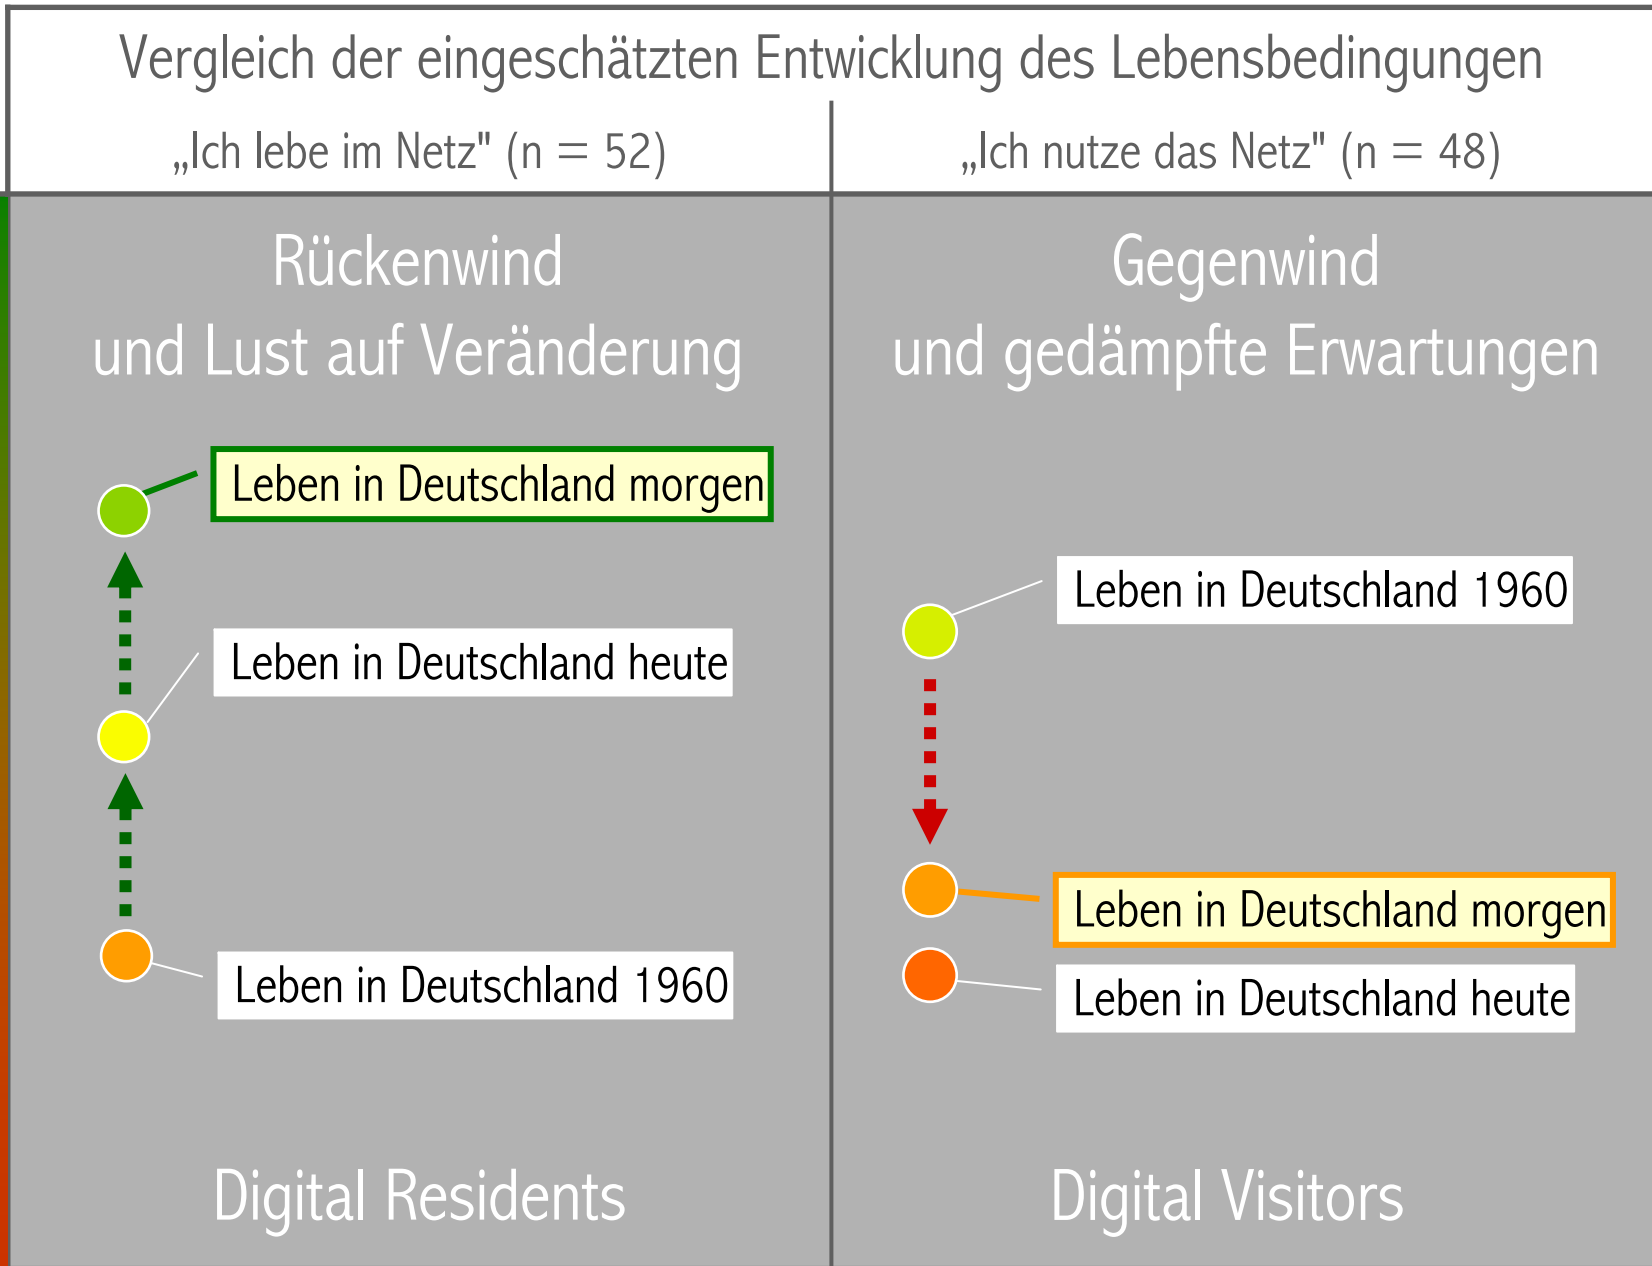 Vergleich der eingeschätzten Entwicklung des Lebensbedingungen
„Ich lebe im Netz" (n = 52)
„Ich nutze das Netz" (n = 48)
Rückenwind
und Lust auf Veränderung
Leben in Deutschland morgen
Leben in Deutschland heute
Leben in Deutschland 1960
Digital Residents
Gegenwind
und gedämpfte Erwartungen
Leben in Deutschland 1960
Leben in Deutschland morgen
Leben in Deutschland heute
Digital Visitors